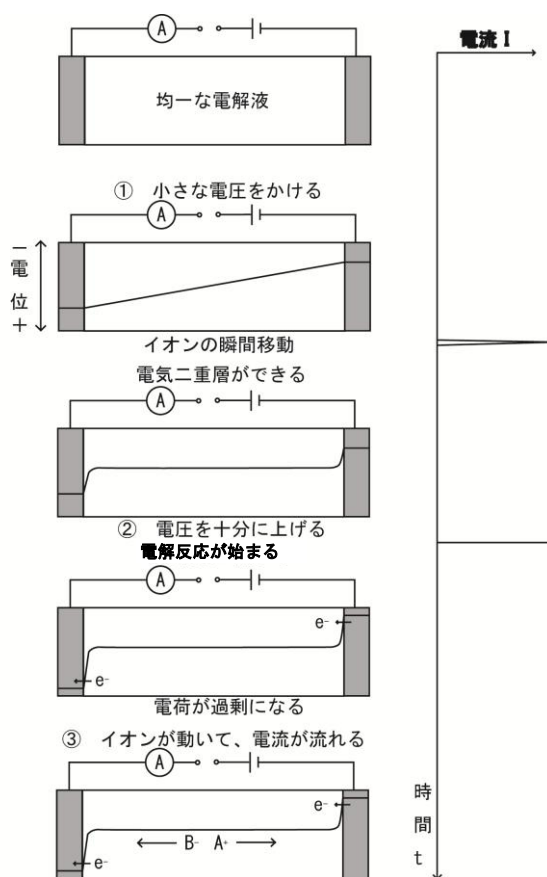 A
電流 I
均一な電解液
① 小さな電圧をかける
A
－電位＋
イオンの瞬間移動
電気二重層ができる
A
② 電圧を十分に上げる
電解反応が始まる
A
e⁻
e⁻
電荷が過剰になる
③ イオンが動いて、電流が流れる
A
e⁻
B⁻ A⁺
e⁻
時間 t